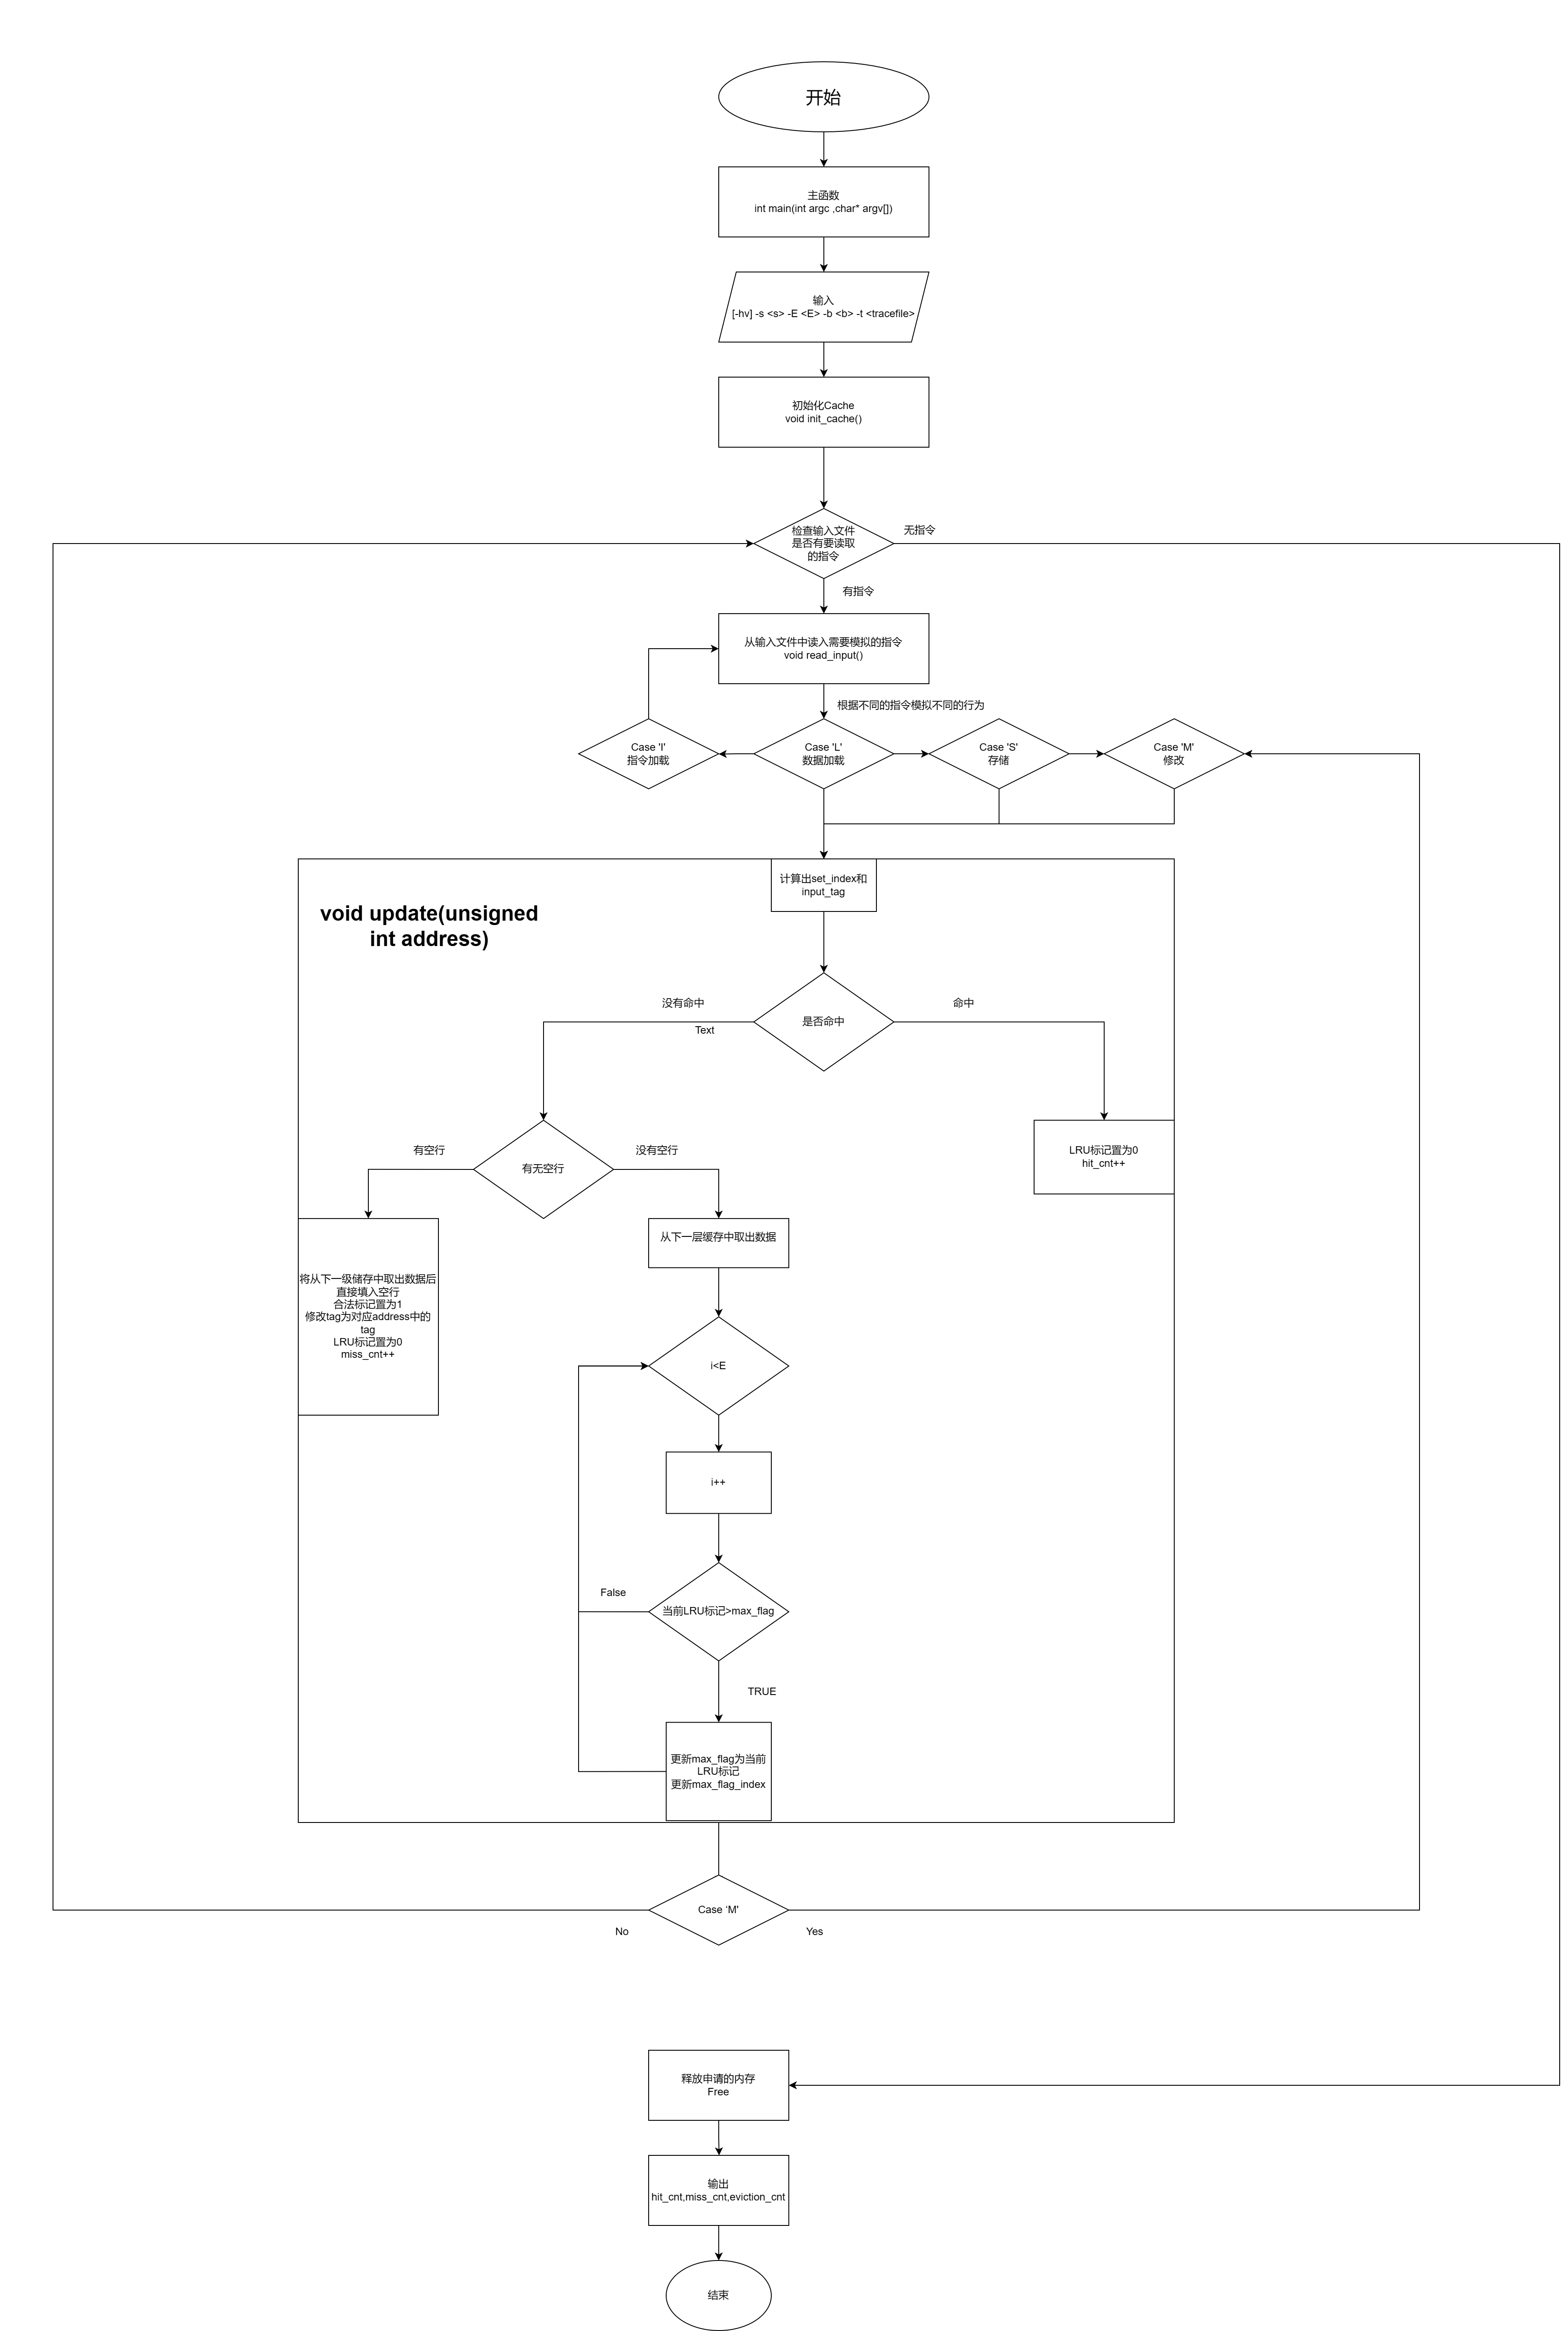 开始
主函数
int main(int argc ,char* argv[])
输入
[-hv] -s <s> -E <E> -b <b> -t <tracefile>
初始化Cache
void init_cache()
检查输入文件
是否有要读取
的指令
无指令
有指令
从输入文件中读入需要模拟的指令
void read_input()
根据不同的指令模拟不同的行为
Case 'I'
指令加载
Case 'L'
数据加载
Case 'S'
存储
Case 'M'
修改
计算出set_index和
input_tag
void update(unsigned
int address)
没有命中
Text
是否命中
命中
有空行
有无空行
没有空行
LRU标记置为0
hit_cnt++
从下一层缓存中取出数据
将从下一级储存中取出数据后
直接填入空行
合法标记置为1
修改tag为对应address中的
tag
LRU标记置为0
miss_cnt++
i<E
i++
False
当前LRU标记>max_flag
TRUE
更新max_flag为当前
LRU标记
更新max_flag_index
Case ‘M’
No
Yes
释放申请的内存
Free
输出
hit_cnt,miss_cnt,eviction_cnt
结束